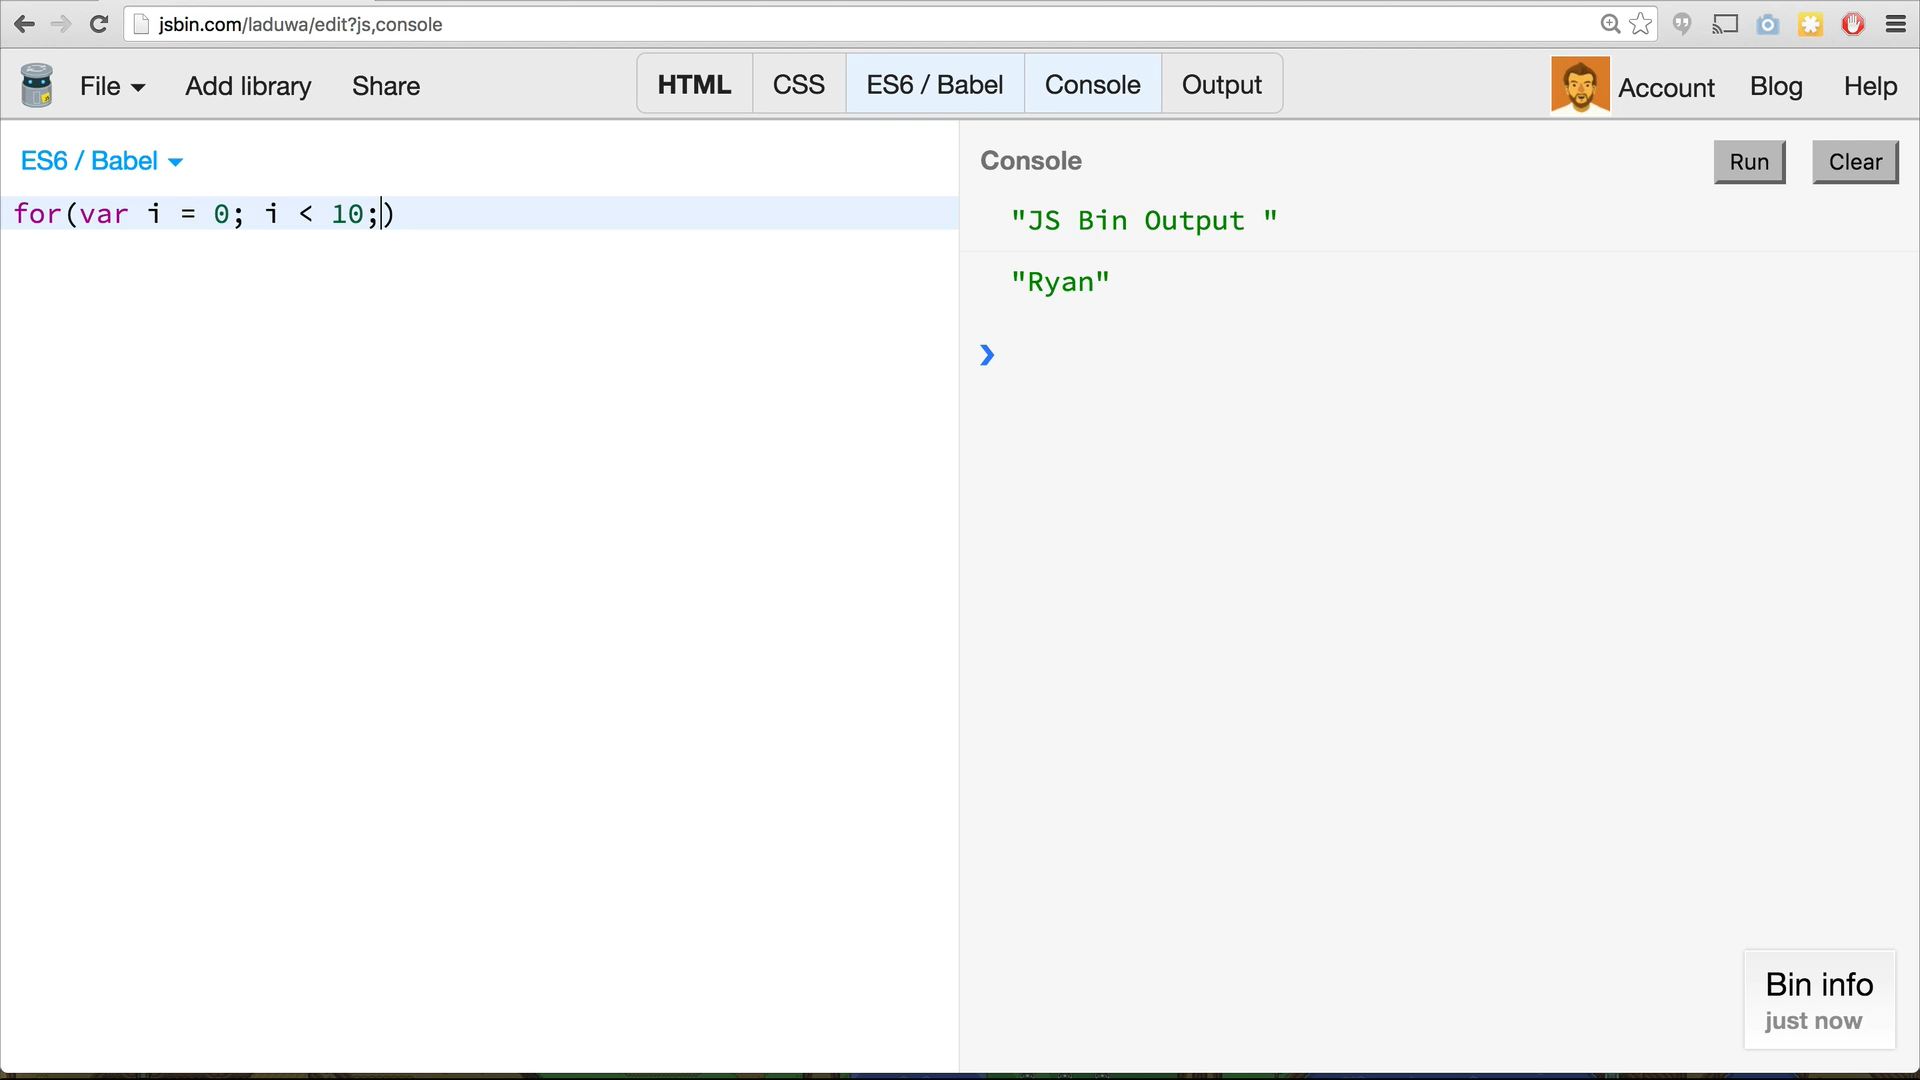 jsbin.com/laduwa/edit?js,console
File Add library Share HTML CSS ES6 / Babel Console Output Account Blog Help
ES6 / Babel
for(var i = 0; i < 10;)
Console Run Clear
"JS Bin Output "
"Ryan"
Bin info
just now